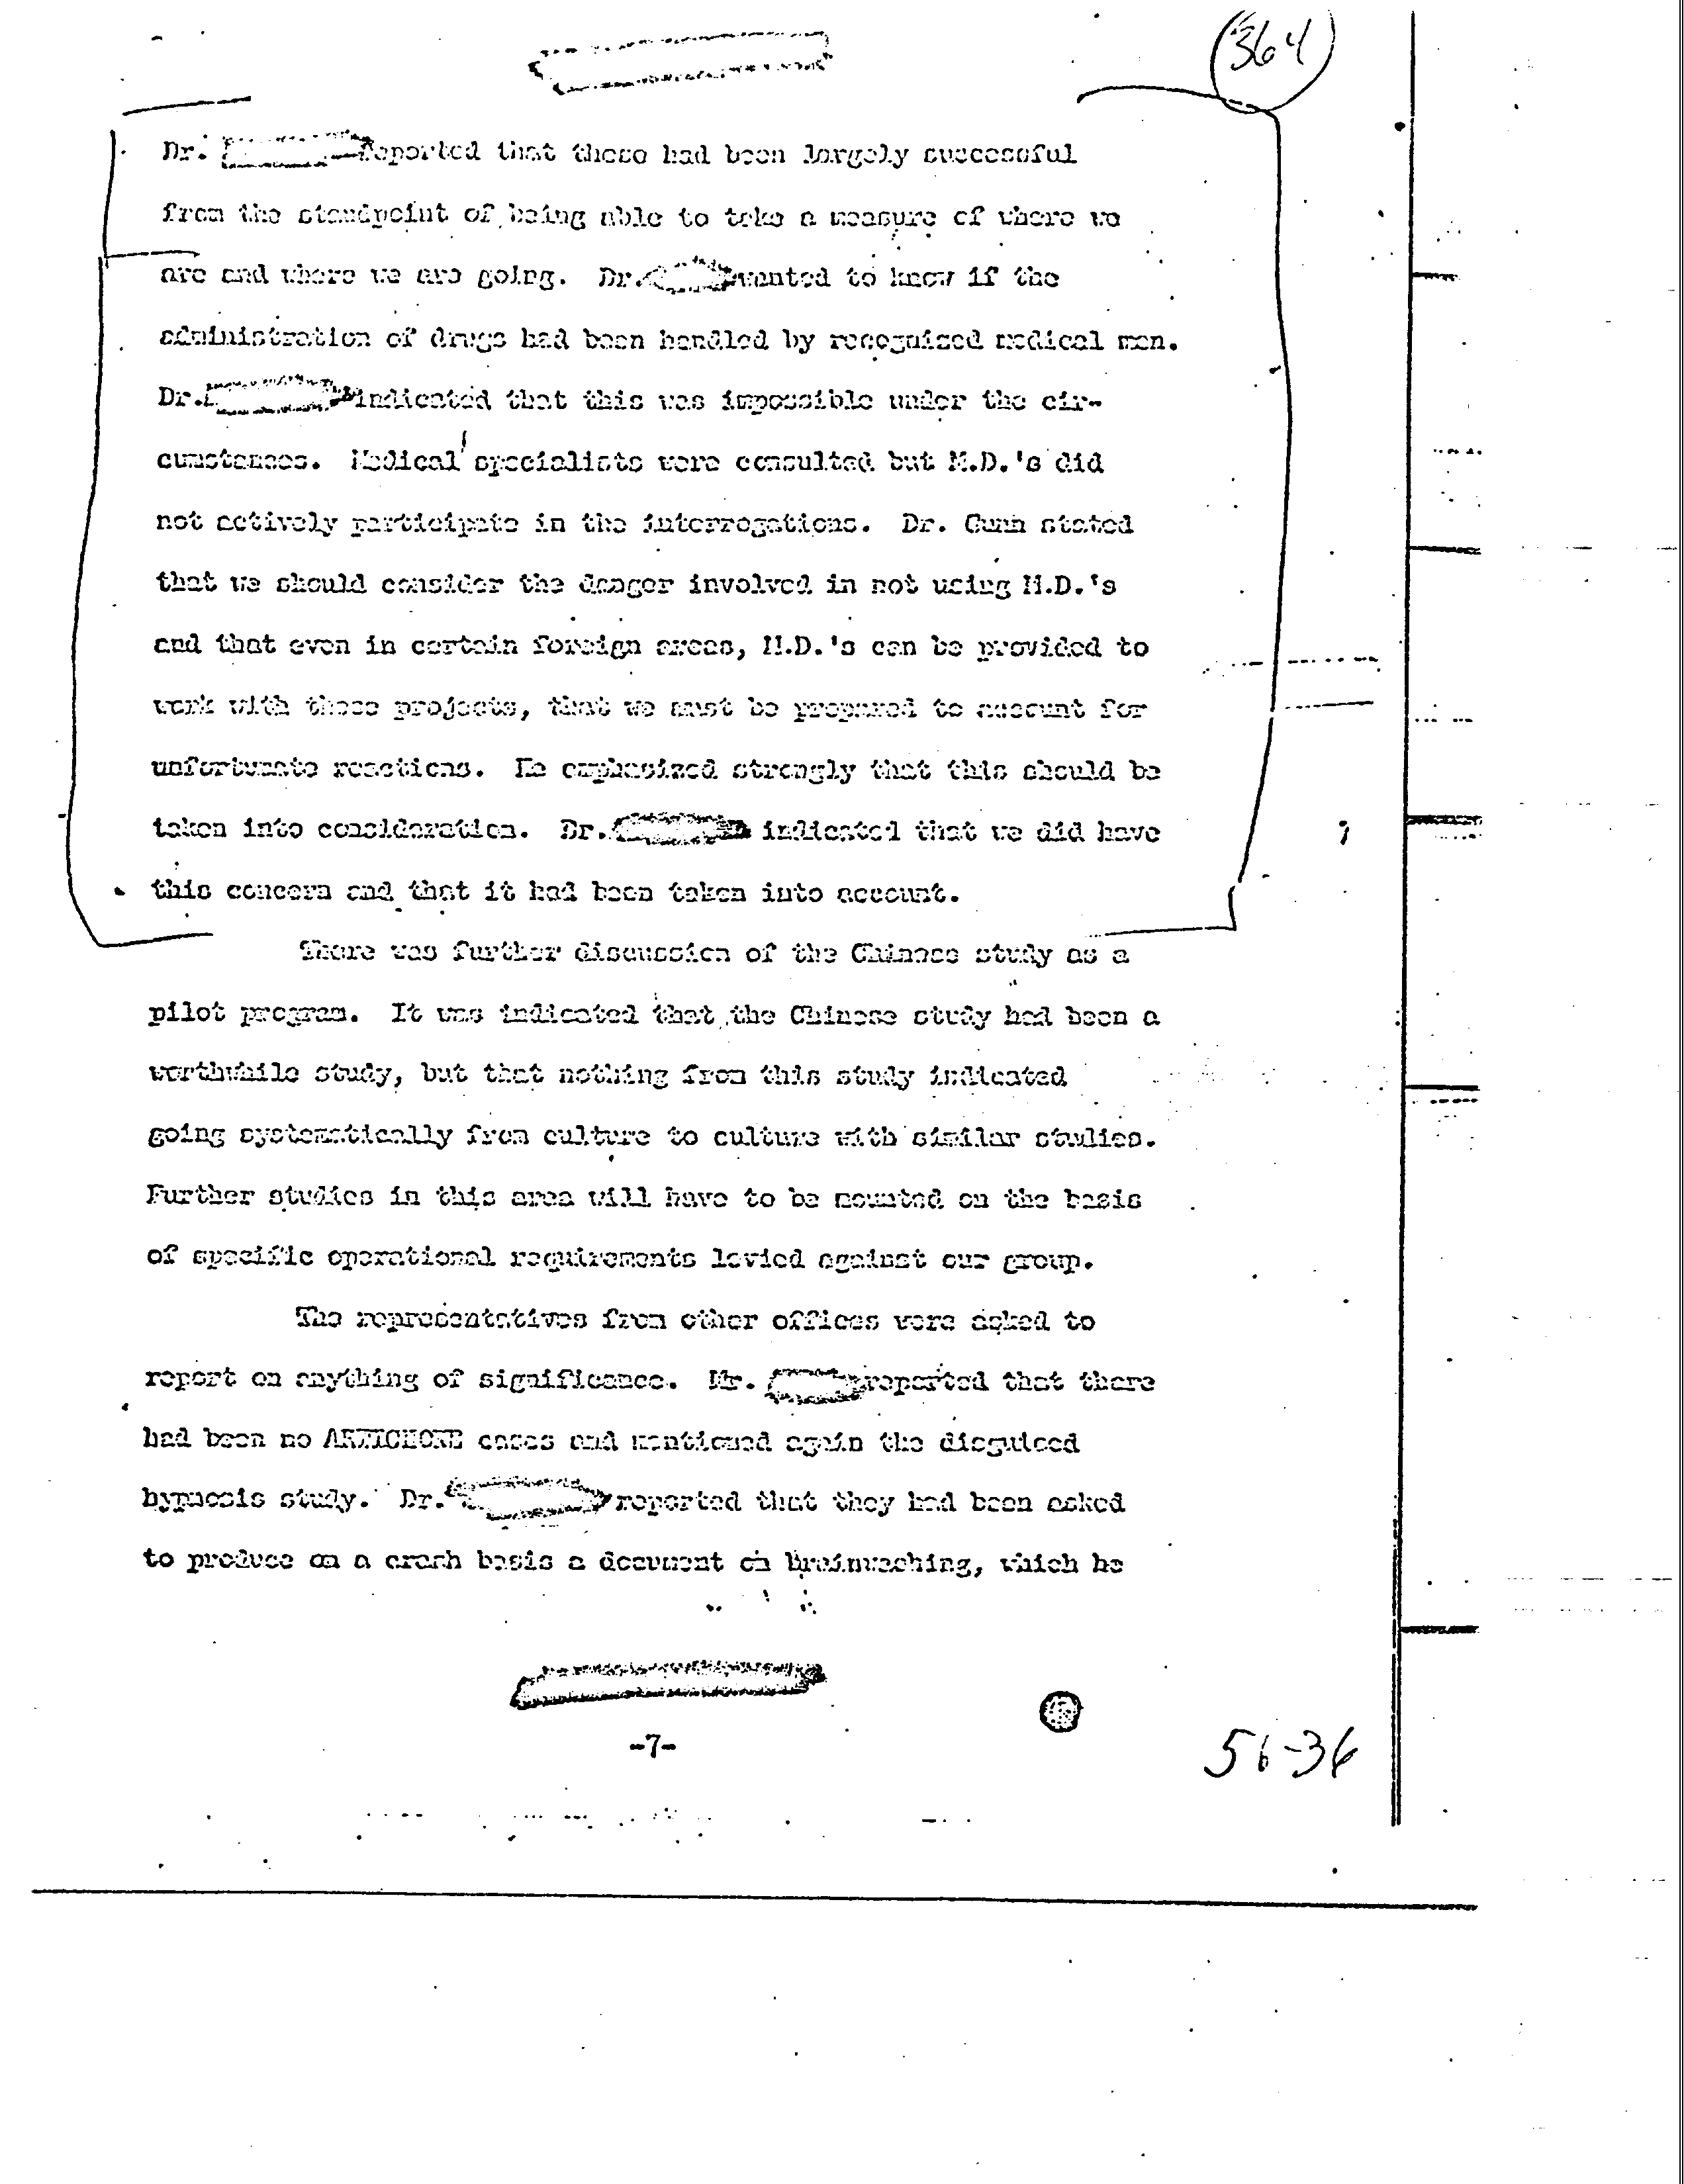 364
Dr. reported that these had been largely successful
from the standpoint of being able to take a measure of where we
are and where we are going. Dr. wanted to know if the
administration of drugs had been handled by recognized medical men.
Dr. indicated that this was impossible under the cir-
cumstances. Medical specialists were consulted but M.D.'s did
not actively participate in the interrogations. Dr. Gunn stated
that we should consider the danger involved in not using M.D.'s
and that even in certain foreign areas, M.D.'s can be provided to
work with these projects, that we must be prepared to account for
unfortunate reactions. He emphasized strongly that this should be
taken into consideration. Dr. indicated that we did have
this concern and that it had been taken into account.
There was further discussion of the Chinese study as a
pilot program. It was indicated that the Chinese study had been a
worthwhile study, but that nothing from this study indicated
going systematically from culture to culture with similar studies.
Further studies in this area will have to be mounted on the basis
of specific operational requirements levied against our group.
The representatives from other offices were asked to
report on anything of significance. Mr. reported that there
had been no ARTICHOKE cases and mentioned again the disguised
hypnosis study. Dr. reported that they had been asked
to produce on a crash basis a document on Brainwashing, which he
-7-
56-36